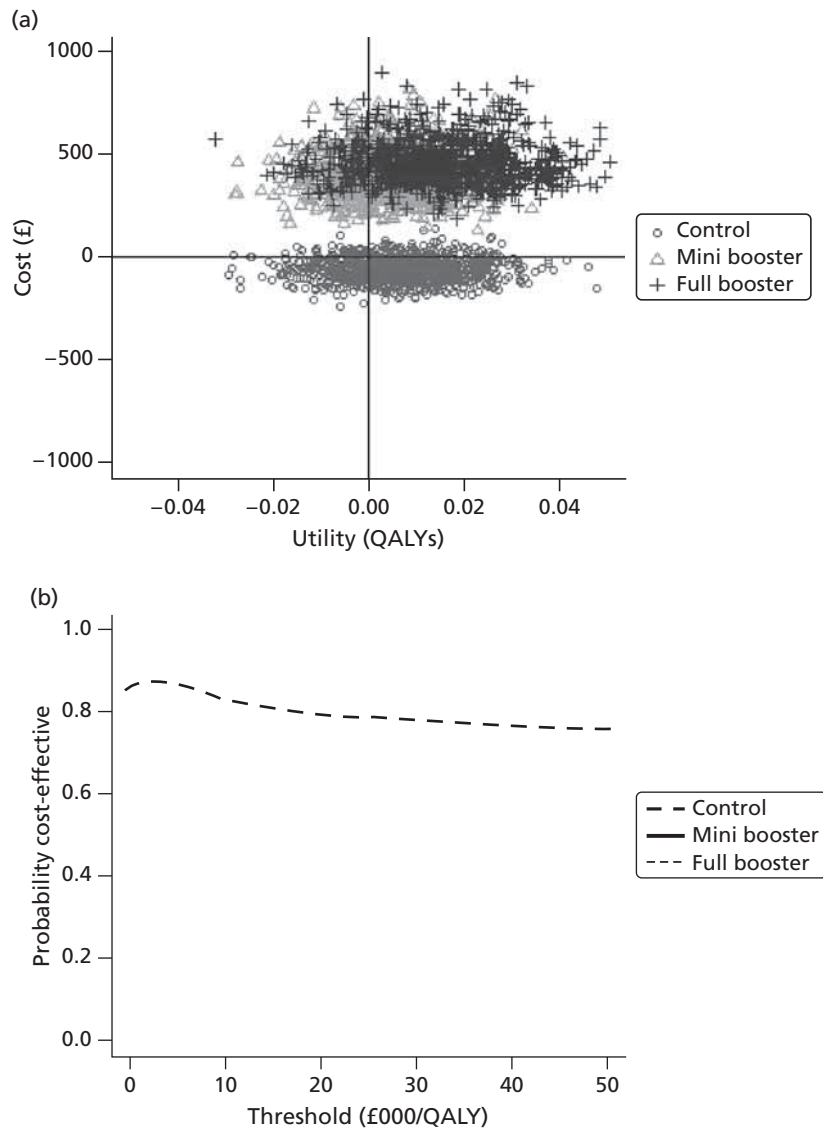 (a)
1000
500
0
−500
−1000
Cost (£)
−0.04
−0.02
0.00
0.02
0.04
Utility (QALYs)
Control
Mini booster
Full booster
(b)
1.0
0.8
0.6
0.4
0.2
0.0
Probability cost-effective
0
10
20
30
40
50
Threshold (£000/QALY)
Control
Mini booster
Full booster